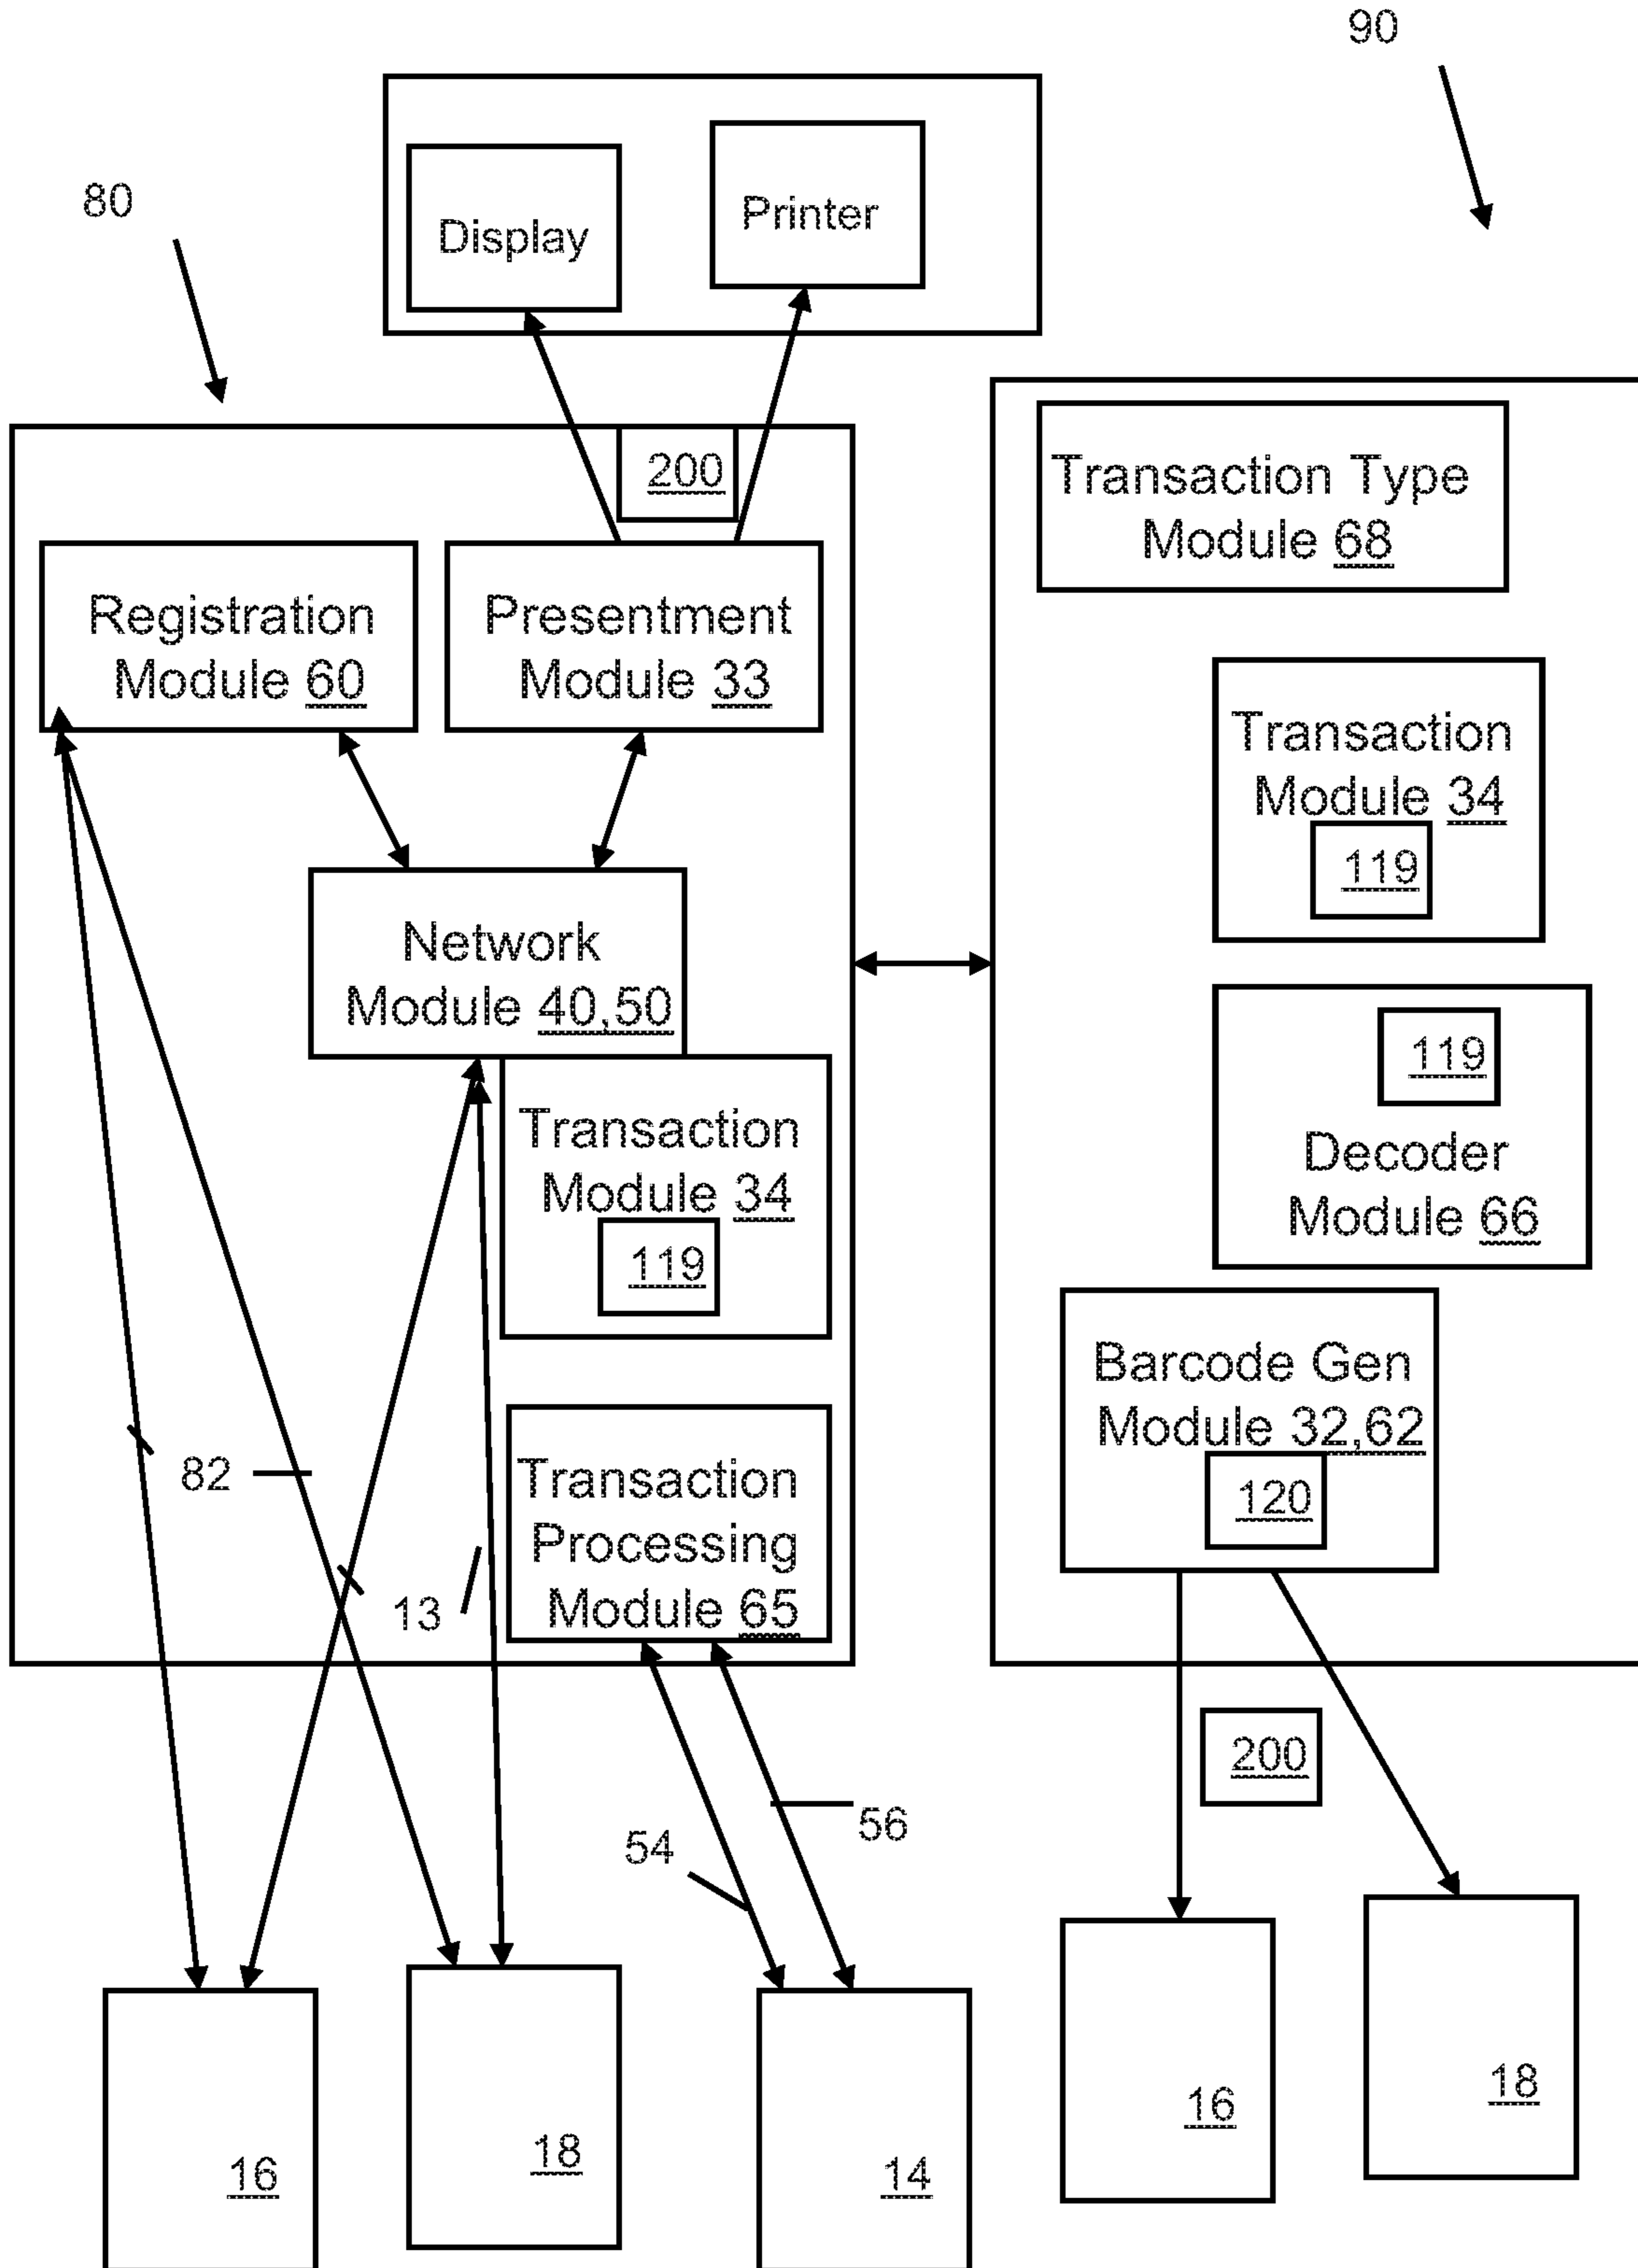 90
80
Display
Printer
200
Registration
Module 60
Presentment
Module 33
Network
Module 40,50
Transaction
Module 34
119
Transaction
Processing
Module 65
82
13
54
56
16
18
14
Transaction Type
Module 68
Transaction
Module 34
119
119
Decoder
Module 66
Barcode Gen
Module 32,62
120
200
16
18